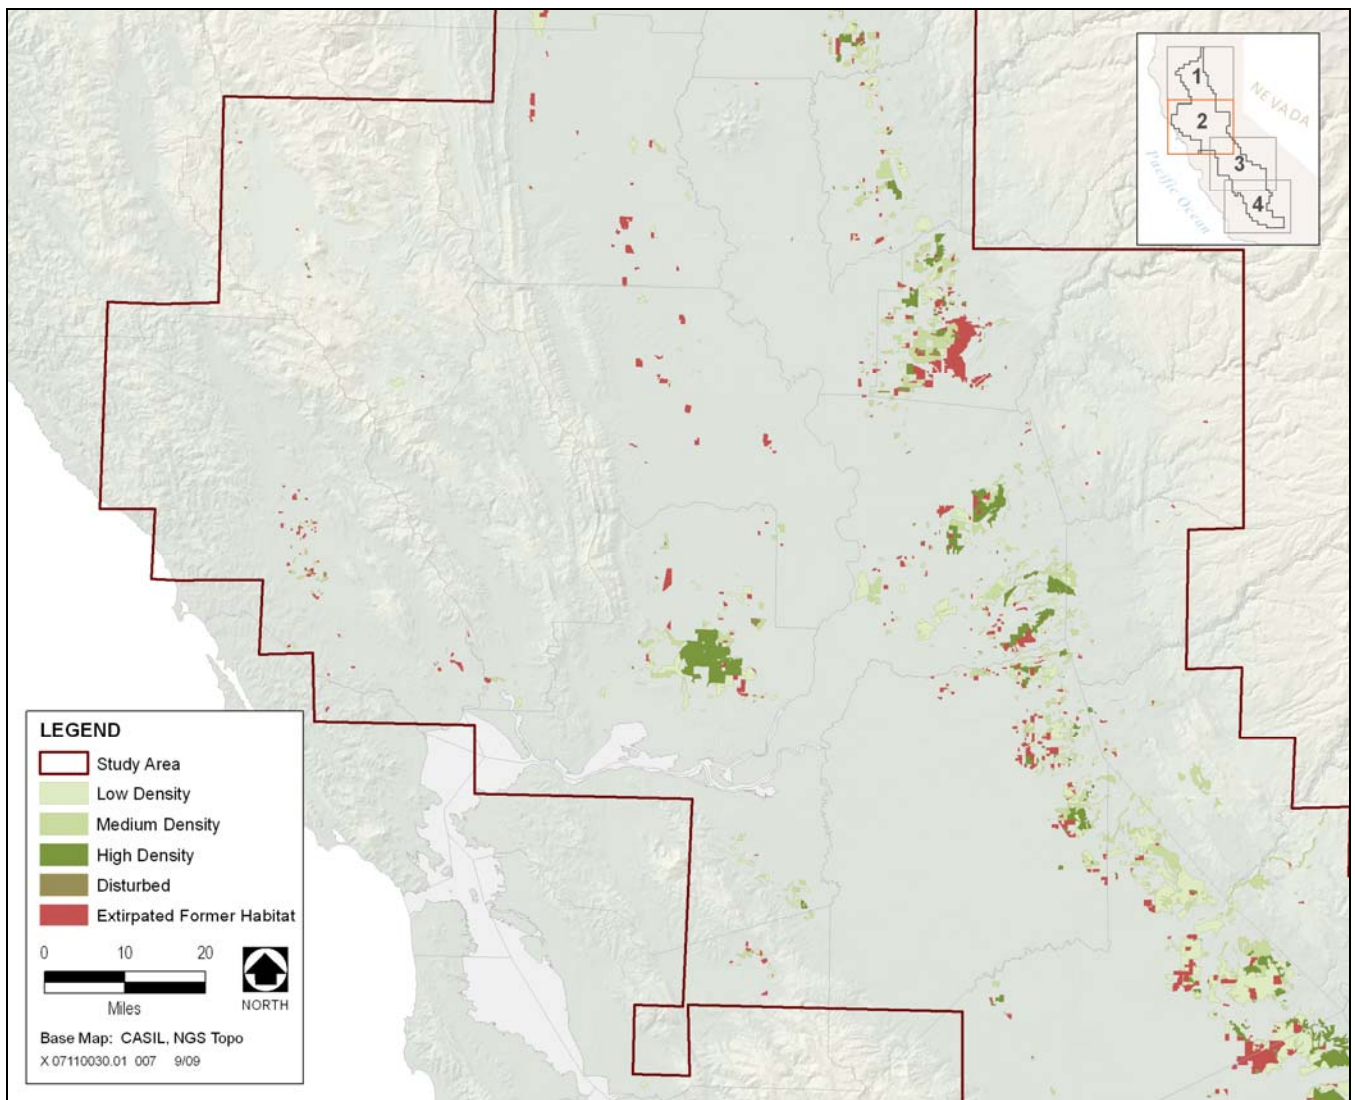 1
NEVADA
2
3
Pacific Ocean
4
LEGEND
Study Area
Low Density
Medium Density
High Density
Disturbed
Extirpated Former Habitat
0 10 20
Miles
NORTH
Base Map: CASIL, NGS Topo
X 07110030.01 007 9/09